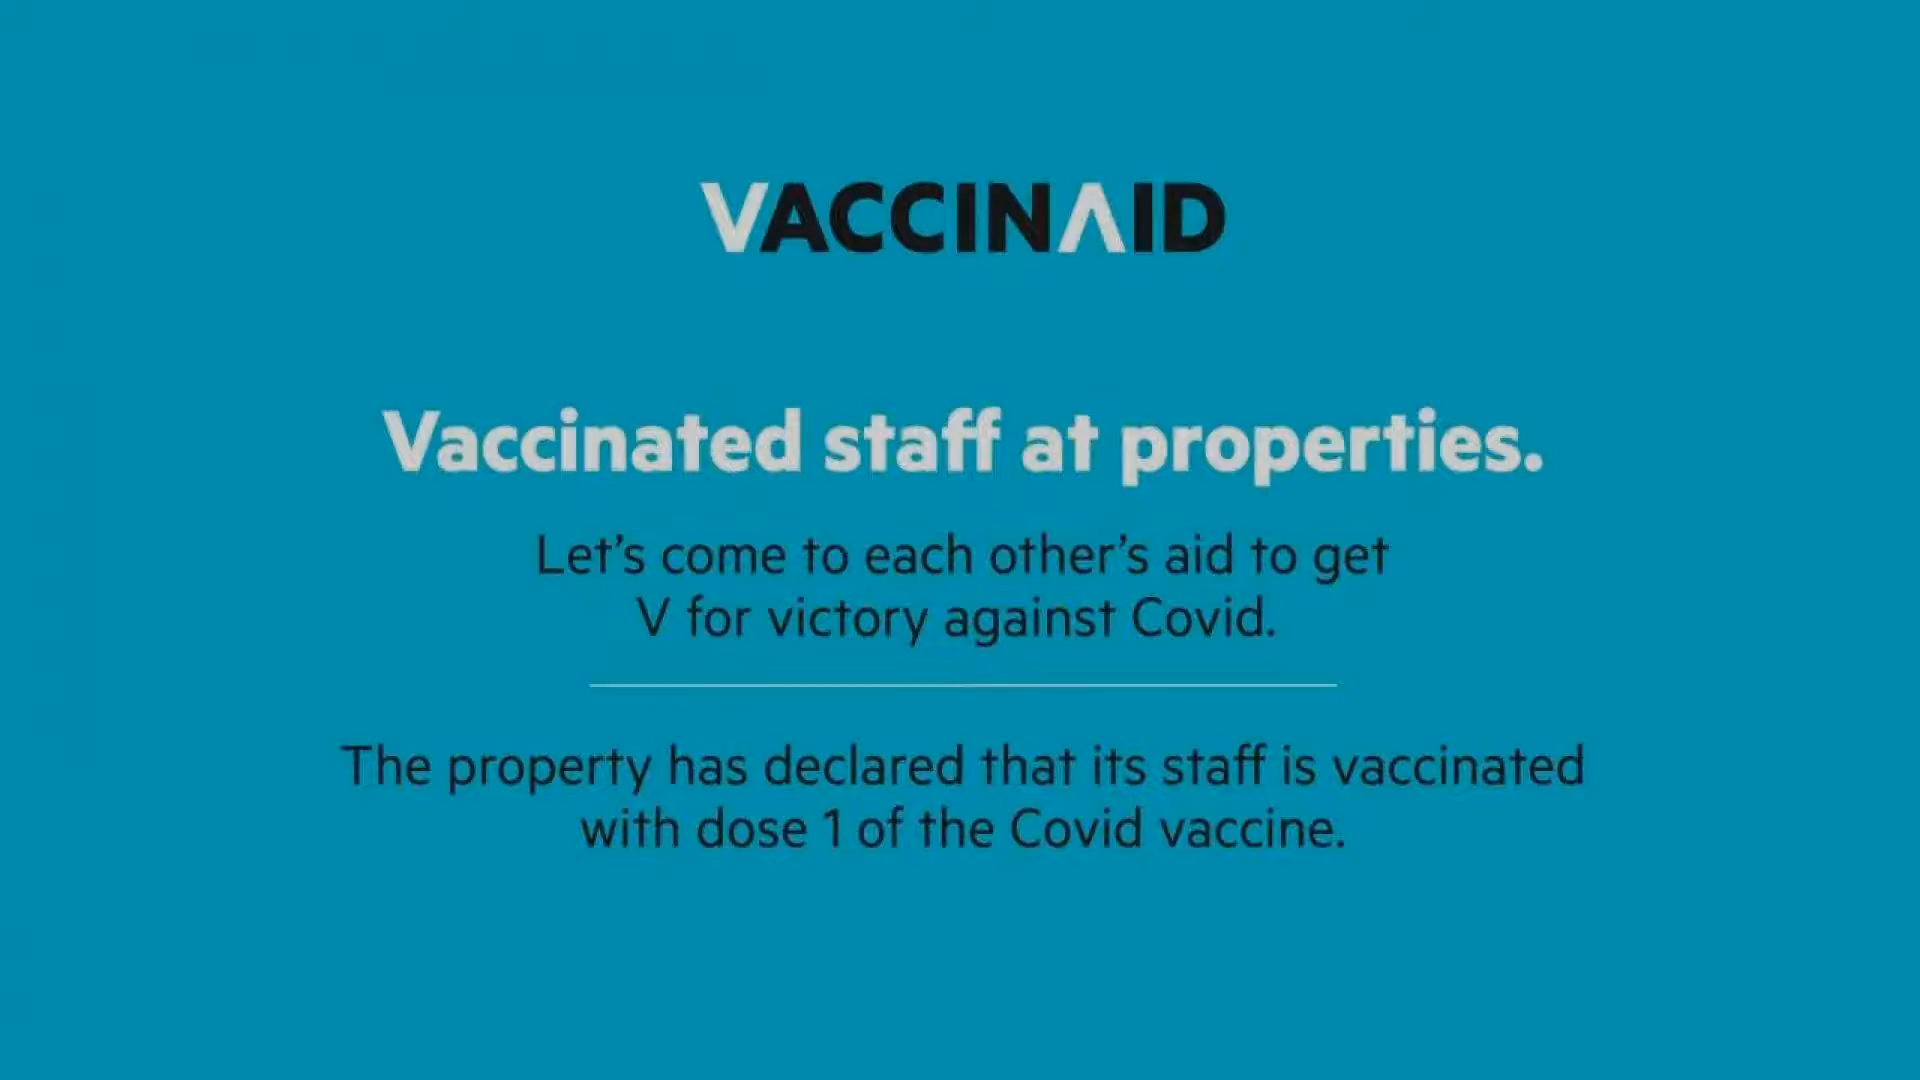 VACCINAID
Vaccinated staff at properties.
Let’s come to each other’s aid to get
V for victory against Covid.
The property has declared that its staff is vaccinated
with dose 1 of the Covid vaccine.